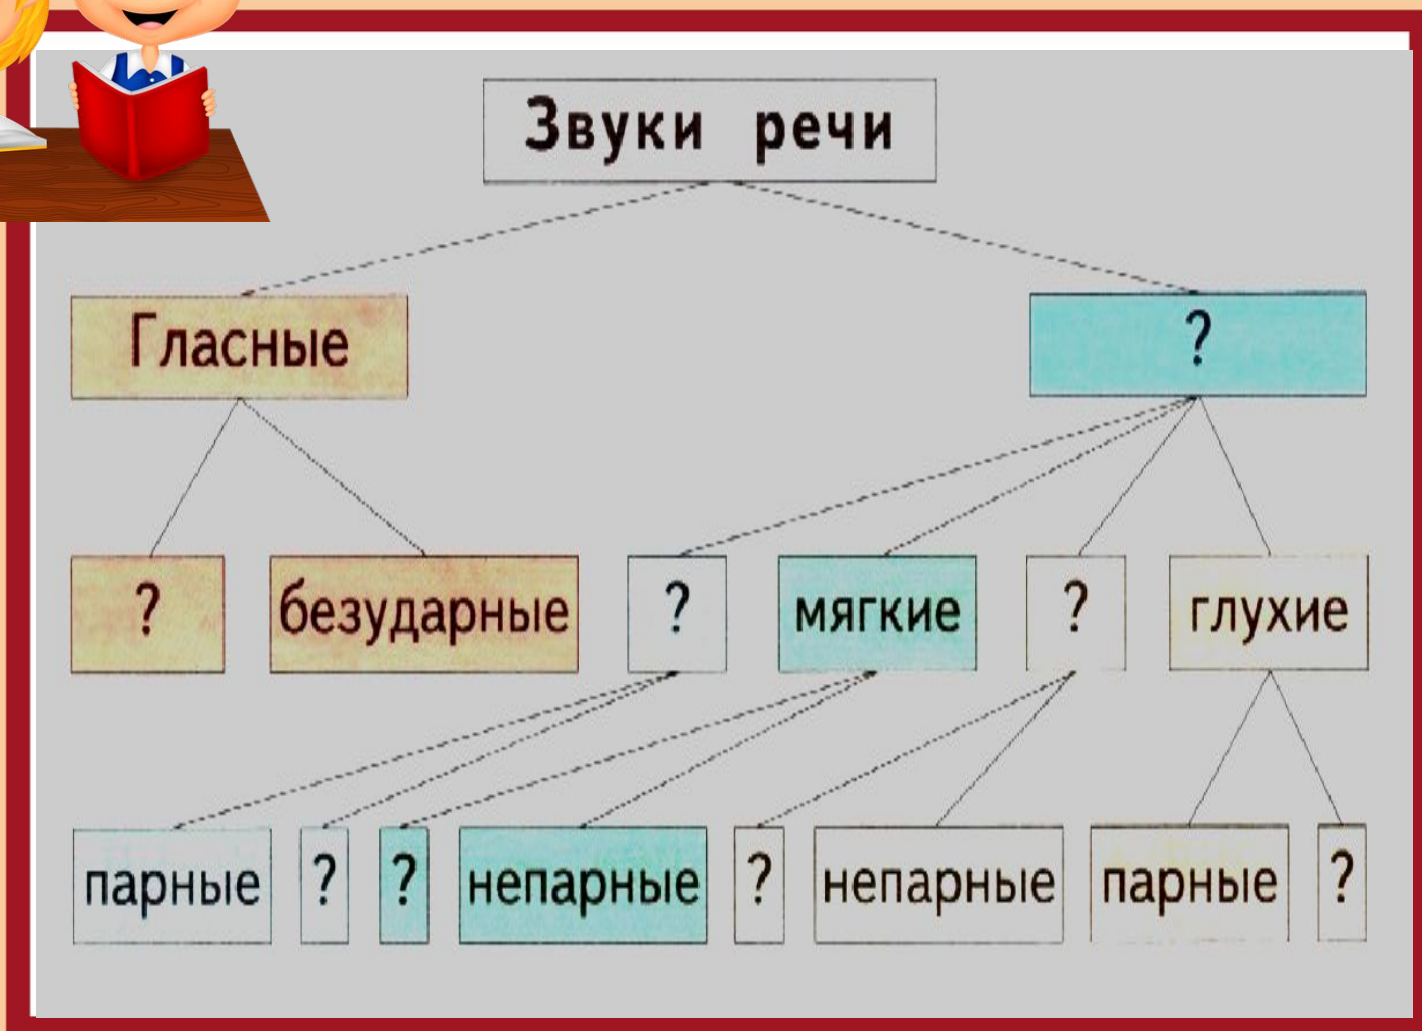 Звуки речи
Гласные
?
?
безударные
?
мягкие
?
глухие
парные
?
?
непарные
?
непарные
парные
?